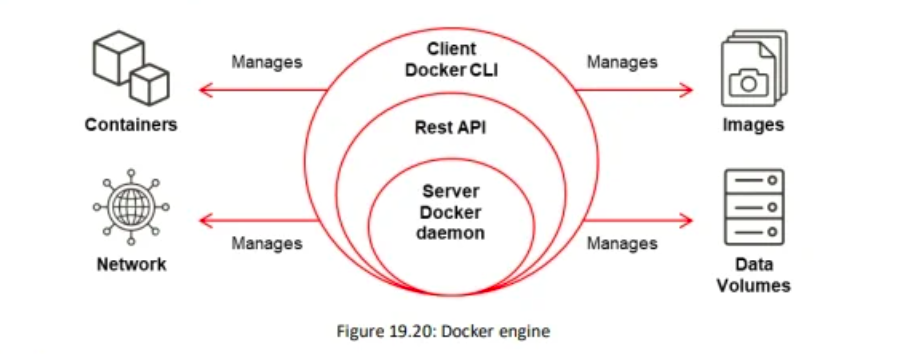 Client
Docker CLI
Manages
Manages
Containers
Rest API
Images
Server
Docker
daemon
Manages
Manages
Network
Data
Volumes
Figure 19.20: Docker engine